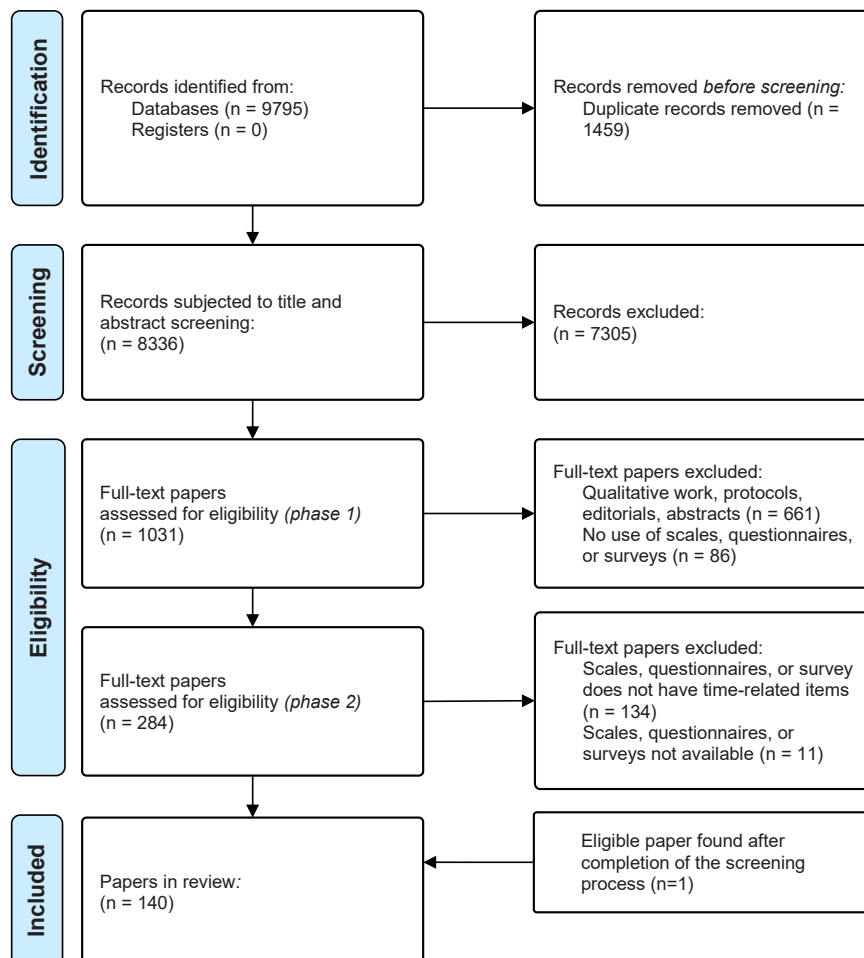 Identification
Records identified from:
Databases (n = 9795)
Registers (n = 0)
Records removed before screening:
Duplicate records removed (n =
1459)
Screening
Records subjected to title and
abstract screening:
(n = 8336)
Records excluded:
(n = 7305)
Eligibility
Full-text papers
assessed for eligibility (phase 1)
(n = 1031)
Full-text papers excluded:
Qualitative work, protocols,
editorials, abstracts (n = 661)
No use of scales, questionnaires,
or surveys (n = 86)
Full-text papers
assessed for eligibility (phase 2)
(n = 284)
Full-text papers excluded:
Scales, questionnaires, or survey
does not have time-related items
(n = 134)
Scales, questionnaires, or
surveys not available (n = 11)
Included
Papers in review:
(n = 140)
Eligible paper found after
completion of the screening
process (n=1)